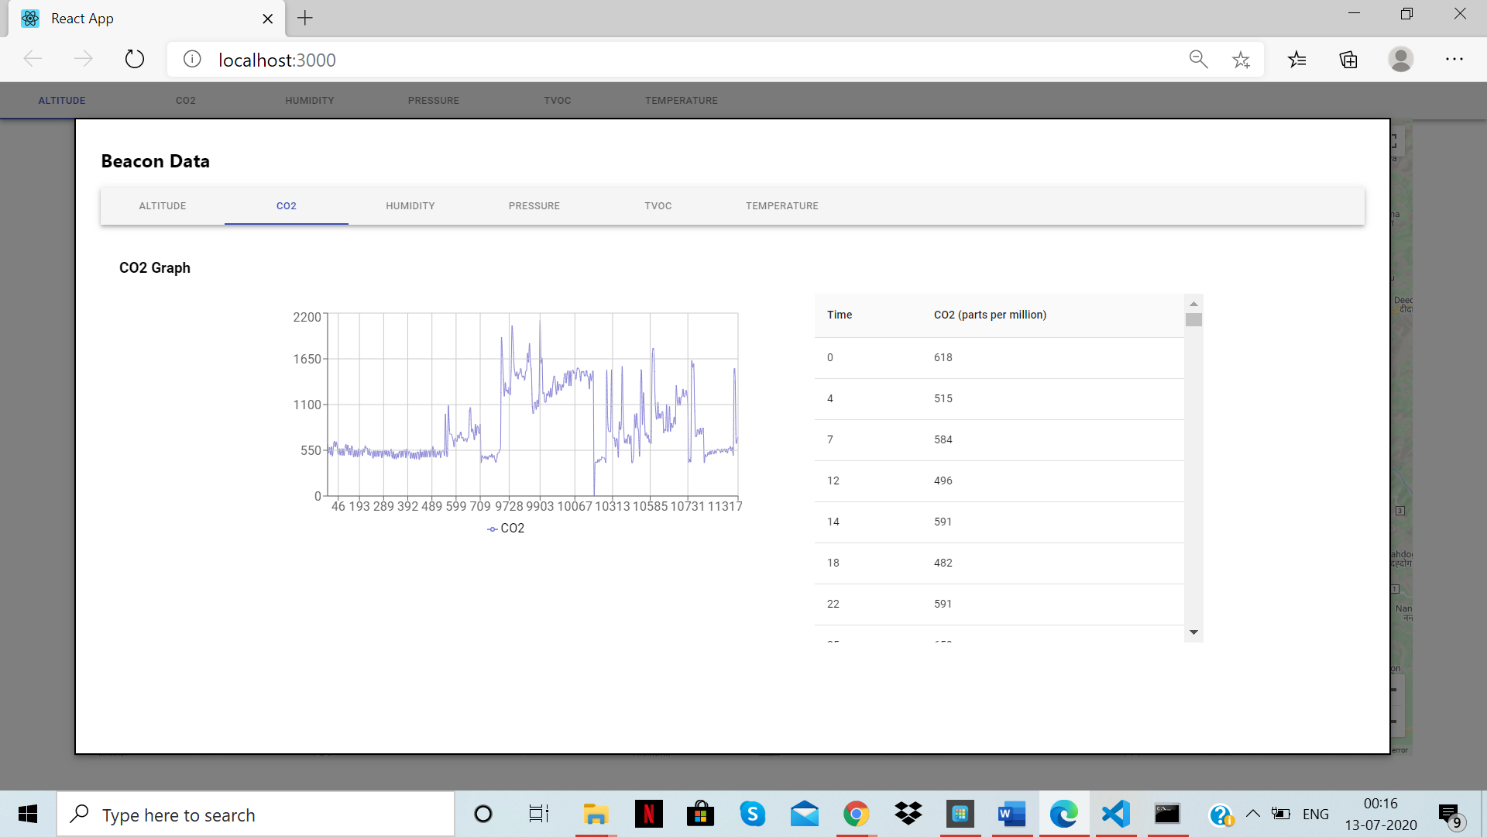 React App
localhost:3000
ALTITUDE CO2 HUMIDITY PRESSURE TVOC TEMPERATURE
Beacon Data
ALTITUDE CO2 HUMIDITY PRESSURE TVOC TEMPERATURE
CO2 Graph
2200
1650
1100
550
0
46 193 289 392 489 599 709 9728 9903 10067 10313 10585 10731 11317
CO2
Time CO2 (parts per million)
0 618
4 515
7 584
12 496
14 591
18 482
22 591
Type here to search
ENG
00:16
13-07-2020
9